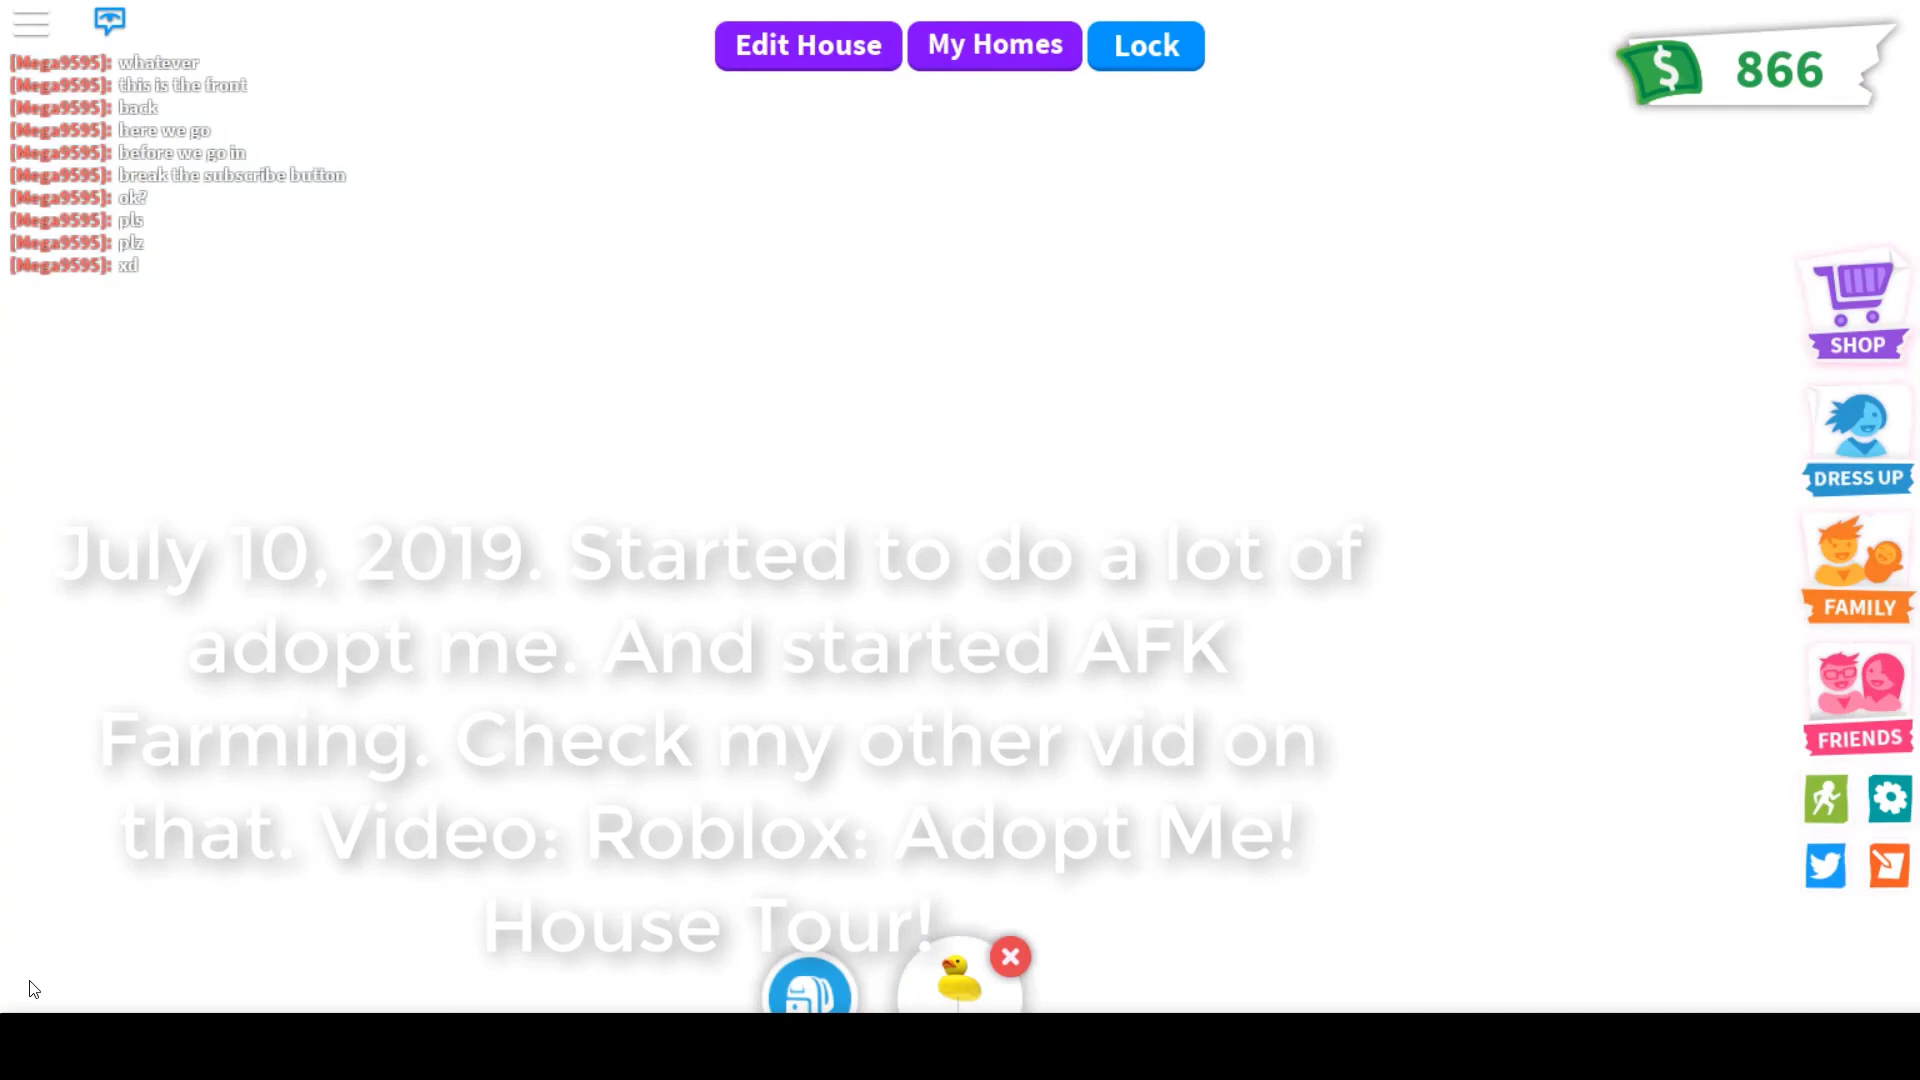 Edit House
My Homes
Lock
866
[Mega9595]: whatever
[Mega9595]: this is the front
[Mega9595]: back
[Mega9595]: here we go
[Mega9595]: before we go in
[Mega9595]: break the subscribe button
[Mega9595]: ok?
[Mega9595]: pls
[Mega9595]: plz
[Mega9595]: xd
SHOP
DRESS UP
FAMILY
FRIENDS
July 10, 2019. Started to do a lot of
adopt me. And started AFK
Farming. Check my other vid on
that. Video: Roblox: Adopt Me!
House Tour!